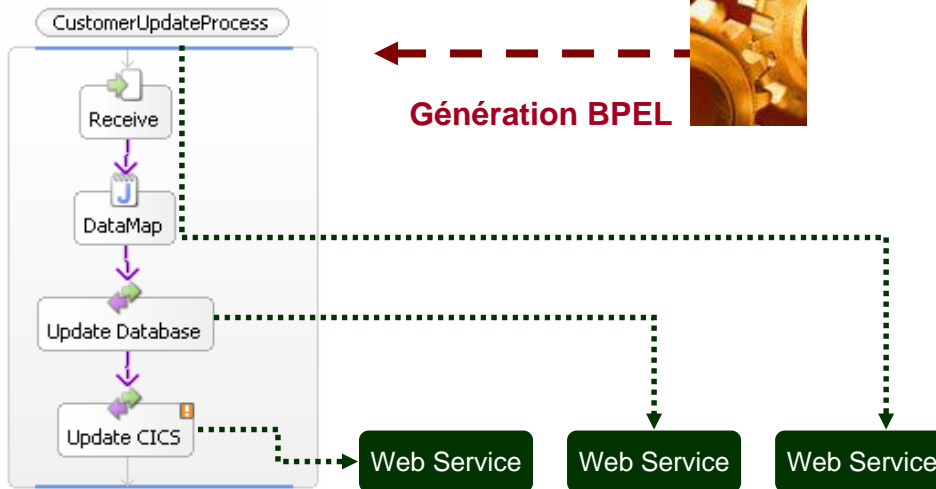 CustomerUpdateProcess
Receive
Génération BPEL
DataMap
Update Database
Update CICS
Web Service
Web Service
Web Service